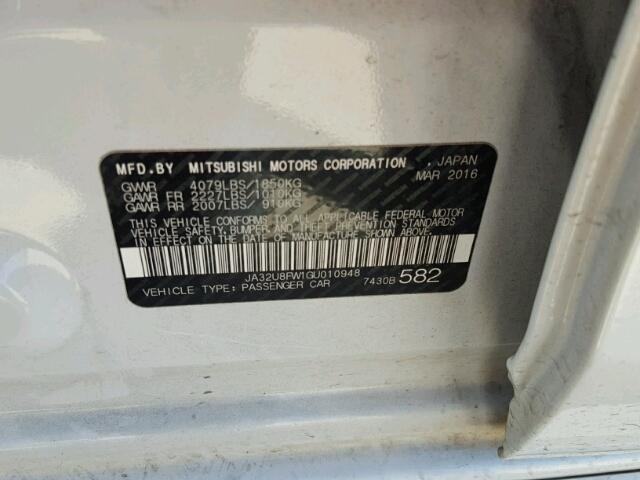 MFD.BY MITSUBISHI MOTORS CORPORATION , JAPAN
MAR 2016
GVWR 4079LBS/1850KG
GAWR FR 2227LBS/1010KG
GAWR RR 2007LBS/ 910KG
THIS VEHICLE CONFORMS TO ALL APPLICABLE FEDERAL MOTOR
VEHICLE SAFETY, BUMPER, AND THEFT PREVENTION STANDARDS
IN EFFECT ON THE DATE OF MANUFACTURE SHOWN ABOVE.
JA32U8FW1GU010948
VEHICLE TYPE: PASSENGER CAR 7430B 582